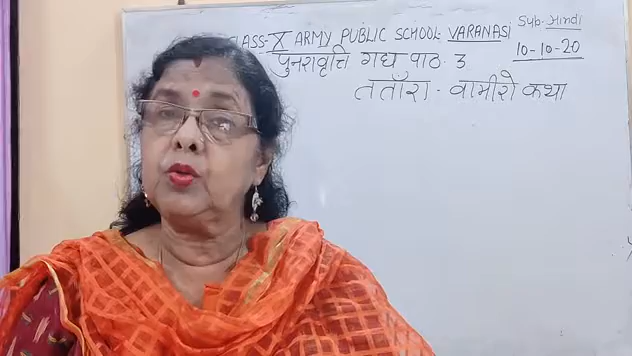 CLASS-X ARMY PUBLIC SCHOOL VARANASI
Sub- Hindi
10-10-20
पुनरावृत्ति गद्य पाठ- 3
तताँरा - वामीरो कथा